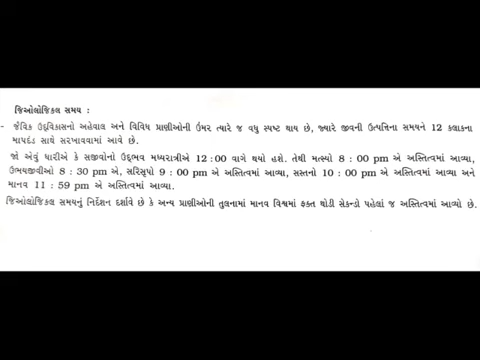 જિઓલોજિકલ સમય :
- જૈવિક ઉદ્‌વિકાસનો અહેવાલ અને વિવિધ પ્રાણીઓની ઉંમર ત્યારે જ વધુ સ્પષ્ટ થાય છે, જ્યારે જીવની ઉત્પત્તિના સમયને 12 કલાકના
માપદંડ સાથે સરખાવવામાં આવે છે.
જો એવું ધારીએ કે સજીવોનો ઉદ્‌ભવ મધ્યરાત્રીએ 12:00 વાગે થયો હશે. તેથી મત્સ્યો 8 : 00 pm એ અસ્તિત્વમાં આવ્યા,
ઉભયજીવીઓ 8 : 30 pm એ, સરિસૃપો 9 : 00 pm એ અસ્તિત્વમાં આવ્યા, સસ્તનો 10 : 00 pm એ અસ્તિત્વમાં આવ્યા અને
માનવ 11 : 59 pm એ અસ્તિત્વમાં આવ્યા.
જિઓલોજિકલ સમયનું નિર્દેશન દર્શાવે છે કે અન્ય પ્રાણીઓની તુલનામાં માનવ વિશ્વમાં ફક્ત થોડી સેકન્ડો પહેલાં જ અસ્તિત્વમાં આવ્યો છે.